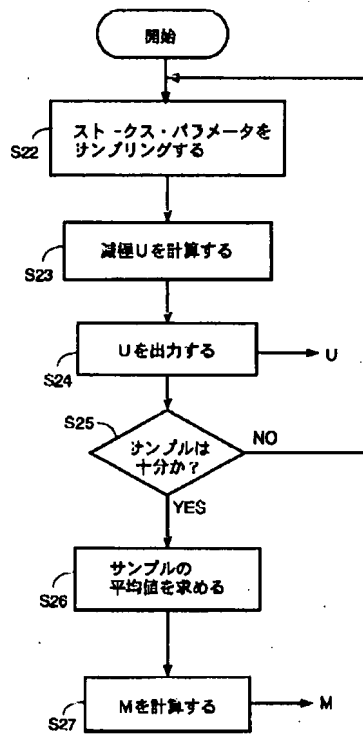 開始
ストークス・パラメータを
サンプリングする
S22
減極Uを計算する
S23
Uを出力する
U
S24
S25
サンプルは
十分か?
NO
YES
サンプルの
平均値を求める
S26
Mを計算する
M
S27